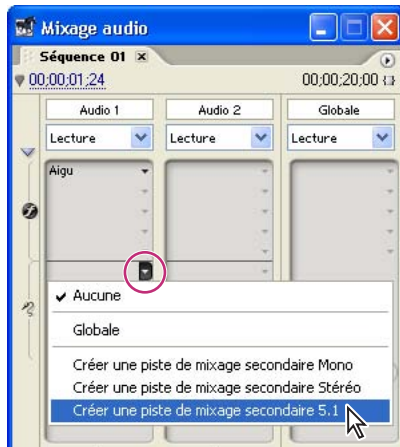 Mixage audio
Séquence 01
00;00;01;24 00;00;20;00
Audio 1 Audio 2 Globale
Lecture Lecture Lecture
Aigu
Aucune
Globale
Créer une piste de mixage secondaire Mono
Créer une piste de mixage secondaire Stéréo
Créer une piste de mixage secondaire 5.1